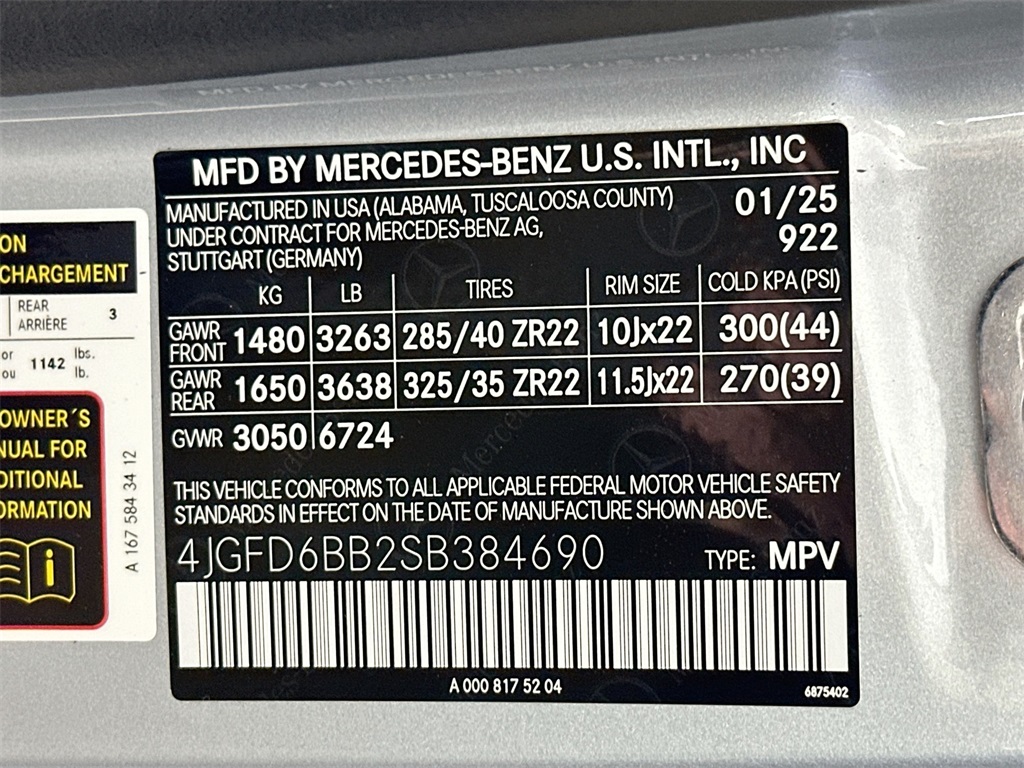 MFD BY MERCEDES-BENZ U.S. INTL., INC
MANUFACTURED IN USA (ALABAMA, TUSCALOOSA COUNTY) 01/25
UNDER CONTRACT FOR MERCEDES-BENZ AG, 922
STUTTGART (GERMANY)
KG LB TIRES RIM SIZE COLD KPA (PSI)
GAWR FRONT 1480 3263 285/40 ZR22 10Jx22 300(44)
GAWR REAR 1650 3638 325/35 ZR22 11.5Jx22 270(39)
GVWR 3050 6724
THIS VEHICLE CONFORMS TO ALL APPLICABLE FEDERAL MOTOR VEHICLE SAFETY
STANDARDS IN EFFECT ON THE DATE OF MANUFACTURE SHOWN ABOVE.
4JGFD6BB2SB384690 TYPE: MPV
A 000 817 52 04 6875402
CHARGEMENT
REAR 3
ARRIÈRE
or 1142 lbs.
ou lb.
OWNER´S
FOR
A 167 584 34 12